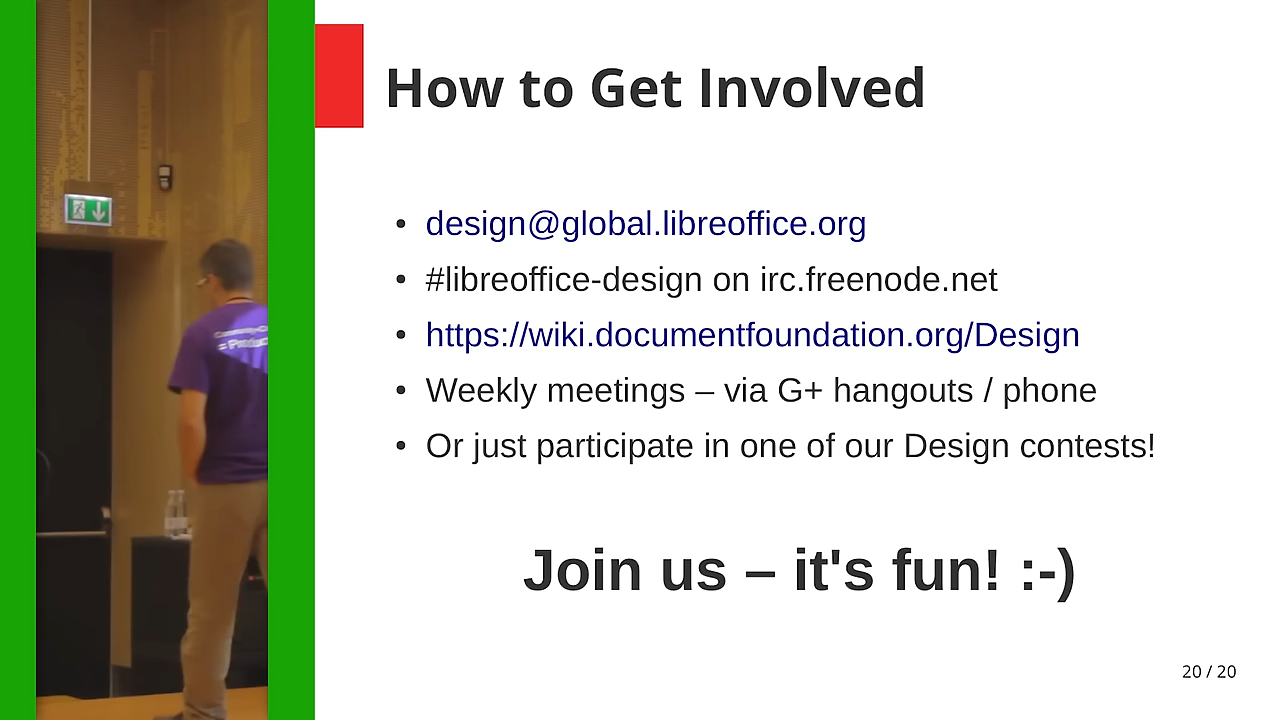 How to Get Involved
• design@global.libreoffice.org
• #libreoffice-design on irc.freenode.net
• https://wiki.documentfoundation.org/Design
• Weekly meetings – via G+ hangouts / phone
• Or just participate in one of our Design contests!
Join us – it's fun! :-)
20 / 20